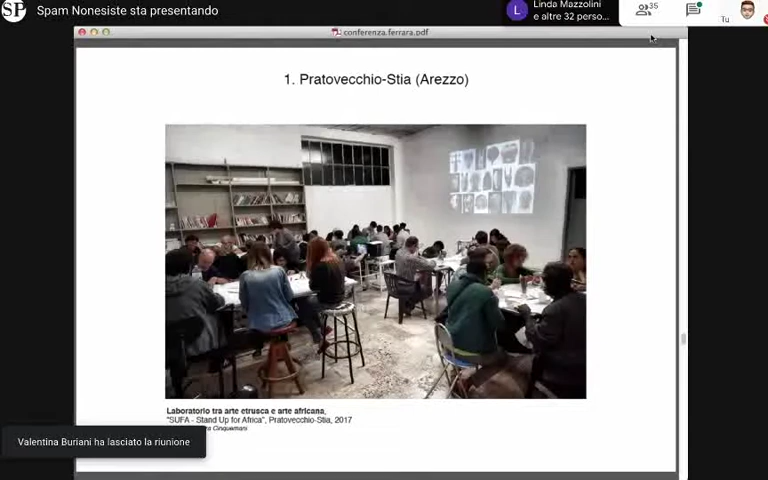 SP
Spam Nonesiste sta presentando
L
Linda Mazzolini
e altre 32 perso...
35
Tu
conferenza.ferrara.pdf
1. Pratovecchio-Stia (Arezzo)
Laboratorio tra arte etrusca e arte africana,
"SUFA - Stand Up for Africa", Pratovecchio-Stia, 2017
Cinquemani
Valentina Buriani ha lasciato la riunione